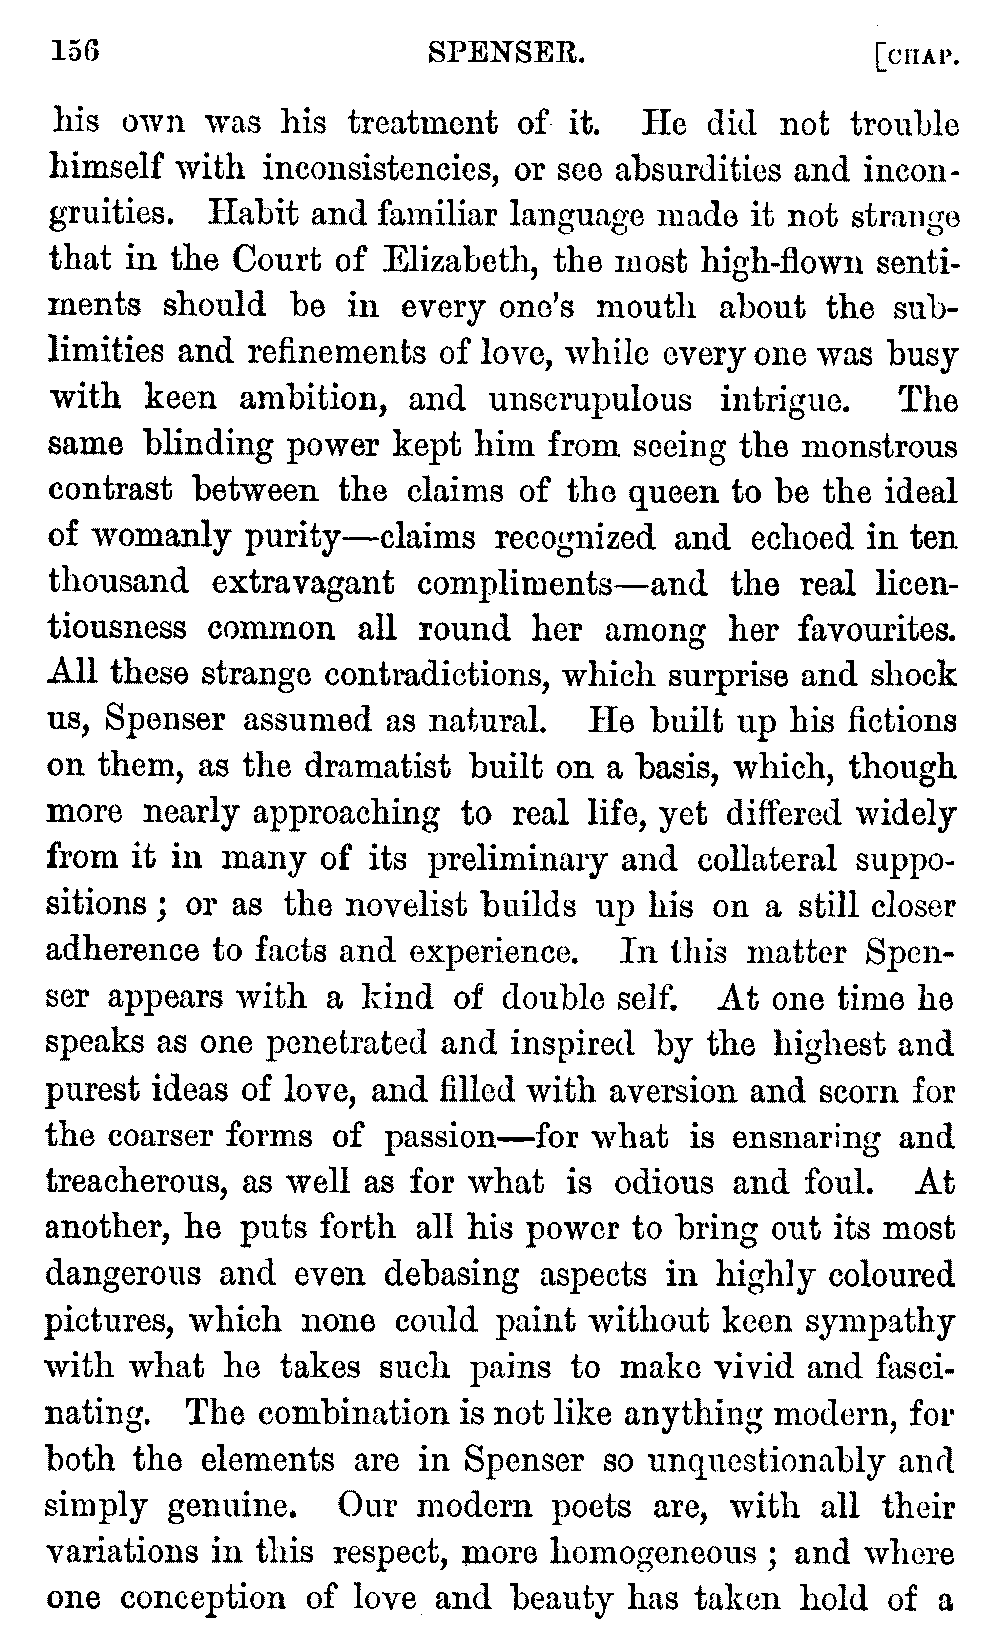 156 SPENSER. [CHAP.
his own was his treatment of it. He did not trouble
himself with inconsistencies, or see absurdities and incon-
gruities. Habit and familiar language made it not strange
that in the Court of Elizabeth, the most high-flown senti-
ments should be in every one's mouth about the sub-
limities and refinements of love, while every one was busy
with keen ambition, and unscrupulous intrigue. The
same blinding power kept him from seeing the monstrous
contrast between the claims of the queen to be the ideal
of womanly purity—claims recognized and echoed in ten
thousand extravagant compliments—and the real licen-
tiousness common all round her among her favourites.
All these strange contradictions, which surprise and shock
us, Spenser assumed as natural. He built up his fictions
on them, as the dramatist built on a basis, which, though
more nearly approaching to real life, yet differed widely
from it in many of its preliminary and collateral suppo-
sitions ; or as the novelist builds up his on a still closer
adherence to facts and experience. In this matter Spen-
ser appears with a kind of double self. At one time he
speaks as one penetrated and inspired by the highest and
purest ideas of love, and filled with aversion and scorn for
the coarser forms of passion—for what is ensnaring and
treacherous, as well as for what is odious and foul. At
another, he puts forth all his power to bring out its most
dangerous and even debasing aspects in highly coloured
pictures, which none could paint without keen sympathy
with what he takes such pains to make vivid and fasci-
nating. The combination is not like anything modern, for
both the elements are in Spenser so unquestionably and
simply genuine. Our modern poets are, with all their
variations in this respect, more homogeneous ; and where
one conception of love and beauty has taken hold of a